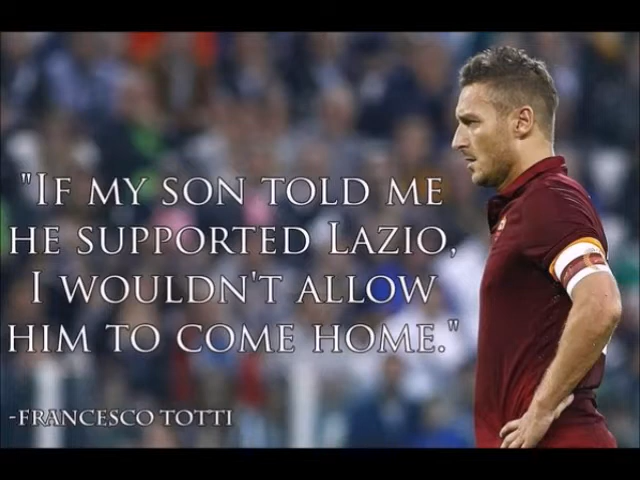 "If my son told me
he supported Lazio,
I wouldn't allow
him to come home."
-Francesco Totti